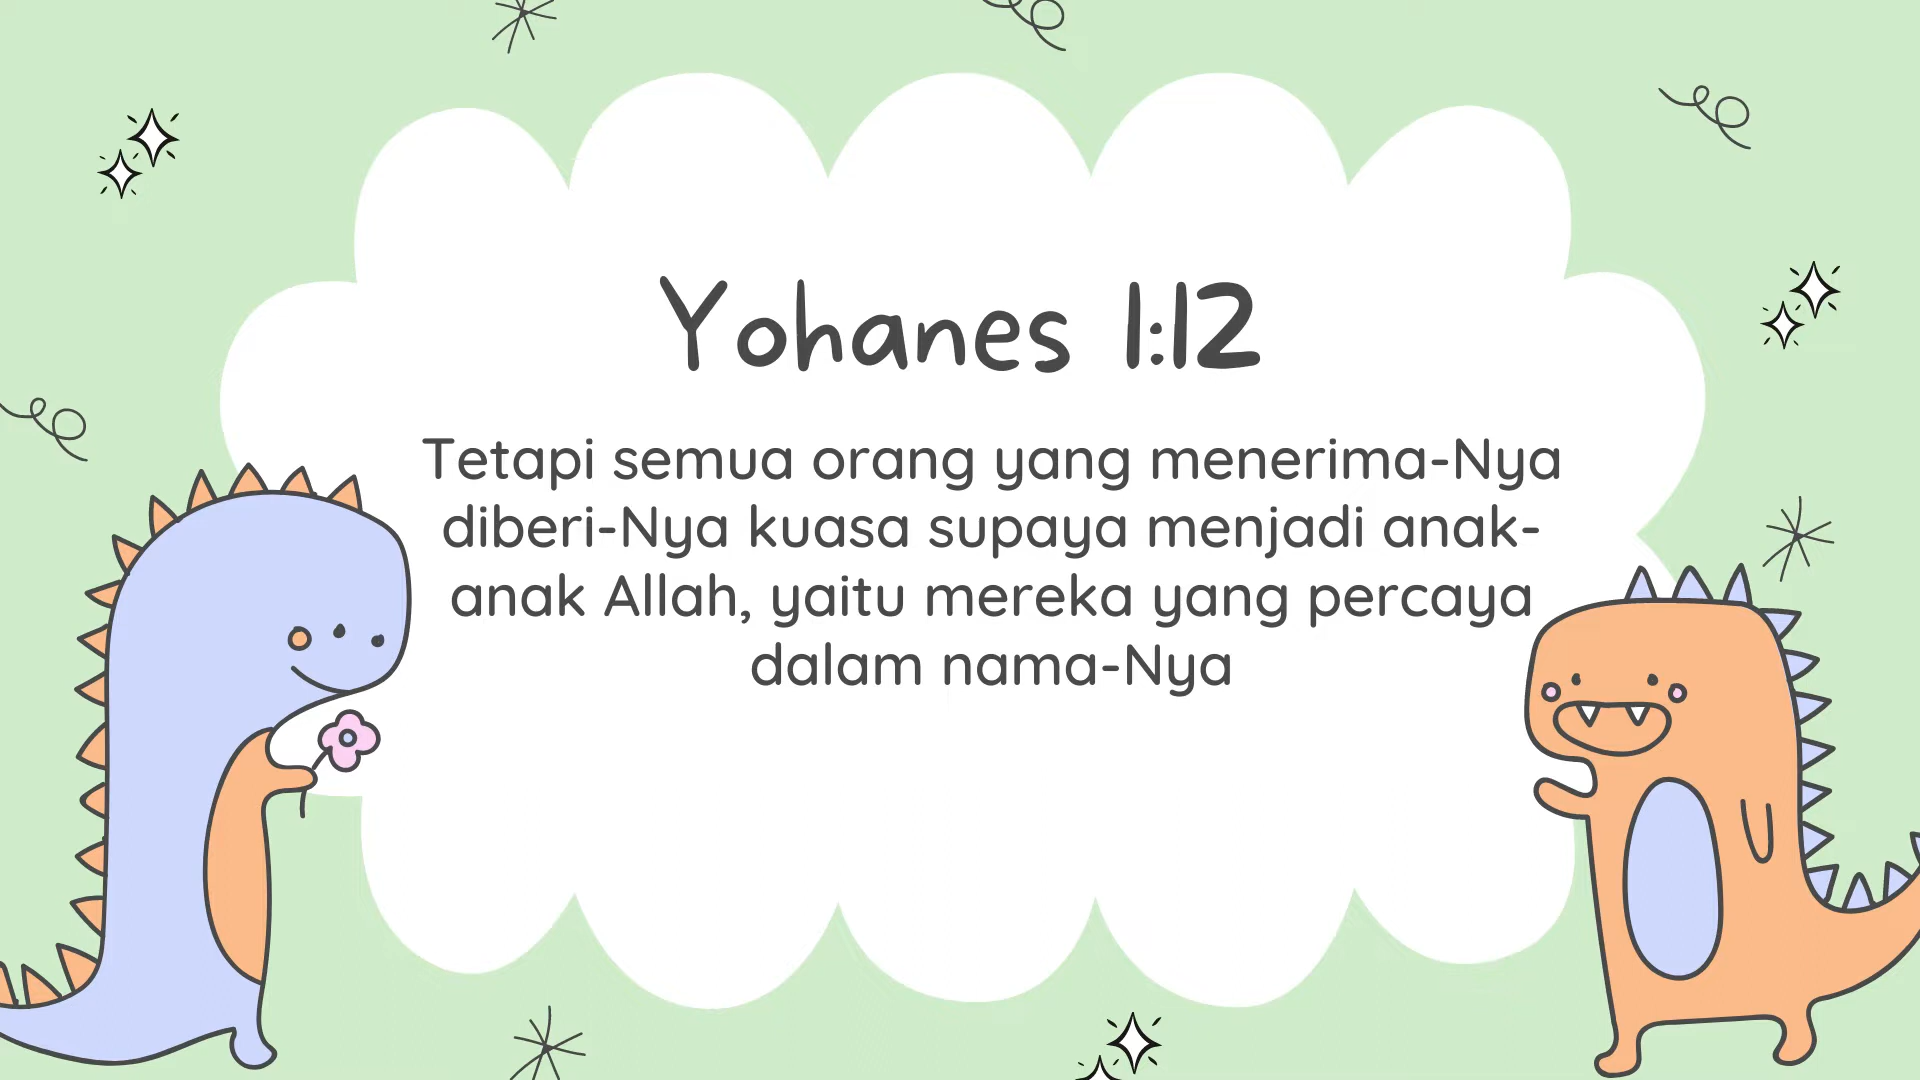 Yohanes 1:12
Tetapi semua orang yang menerima-Nya
diberi-Nya kuasa supaya menjadi anak-
anak Allah, yaitu mereka yang percaya
dalam nama-Nya